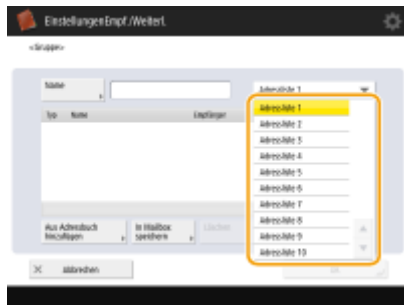 Einstellungen Empf./Weiterl.
<Gruppe>
Name
Adressliste 1
Typ Name Empfänger
Adressliste 1
Adressliste 2
Adressliste 3
Adressliste 4
Adressliste 5
Adressliste 6
Adressliste 7
Adressliste 8
Adressliste 9
Adressliste 10
Aus Adressbuch hinzufügen
In Mailbox speichern
Löschen
Abbrechen
OK